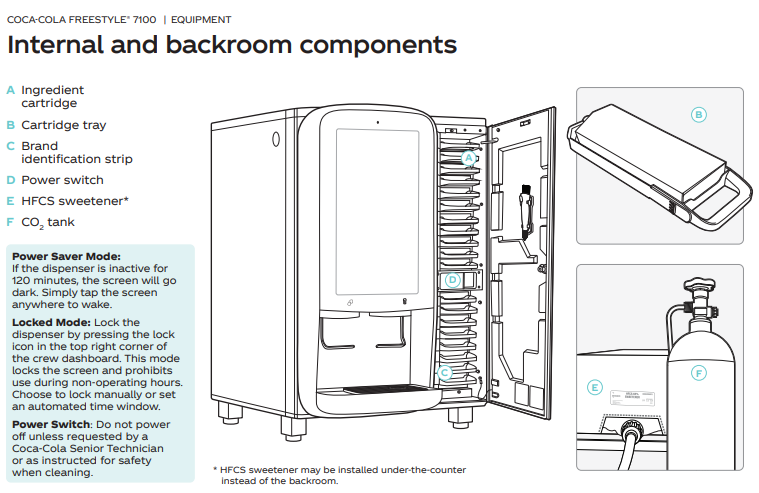 COCA-COLA FREESTYLE® 7100 | EQUIPMENT
Internal and backroom components
A Ingredient
cartridge
B Cartridge tray
C Brand
identification strip
D Power switch
E HFCS sweetener*
F CO2 tank
Power Saver Mode:
If the dispenser is inactive for
120 minutes, the screen will go
dark. Simply tap the screen
anywhere to wake.
Locked Mode: Lock the
dispenser by pressing the lock
icon in the top right corner of
the crew dashboard. This mode
locks the screen and prohibits
use during non-operating hours.
Choose to lock manually or set
an automated time window.
Power Switch: Do not power
off unless requested by a
Coca-Cola Senior Technician
or as instructed for safety
when cleaning.
A
D
C
B
E
F
* HFCS sweetener may be installed under-the-counter
instead of the backroom.